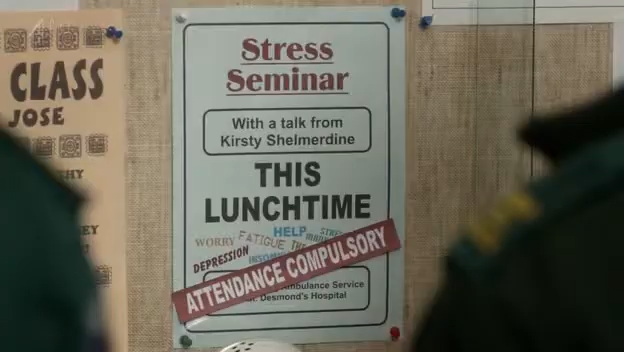 CLASS
JOSE
Stress
Seminar
With a talk from
Kirsty Shelmerdine
THIS
LUNCHTIME
HELP
WORRY FATIGUE
DEPRESSION
ATTENDANCE COMPULSORY
Ambulance Service
Desmond's Hospital